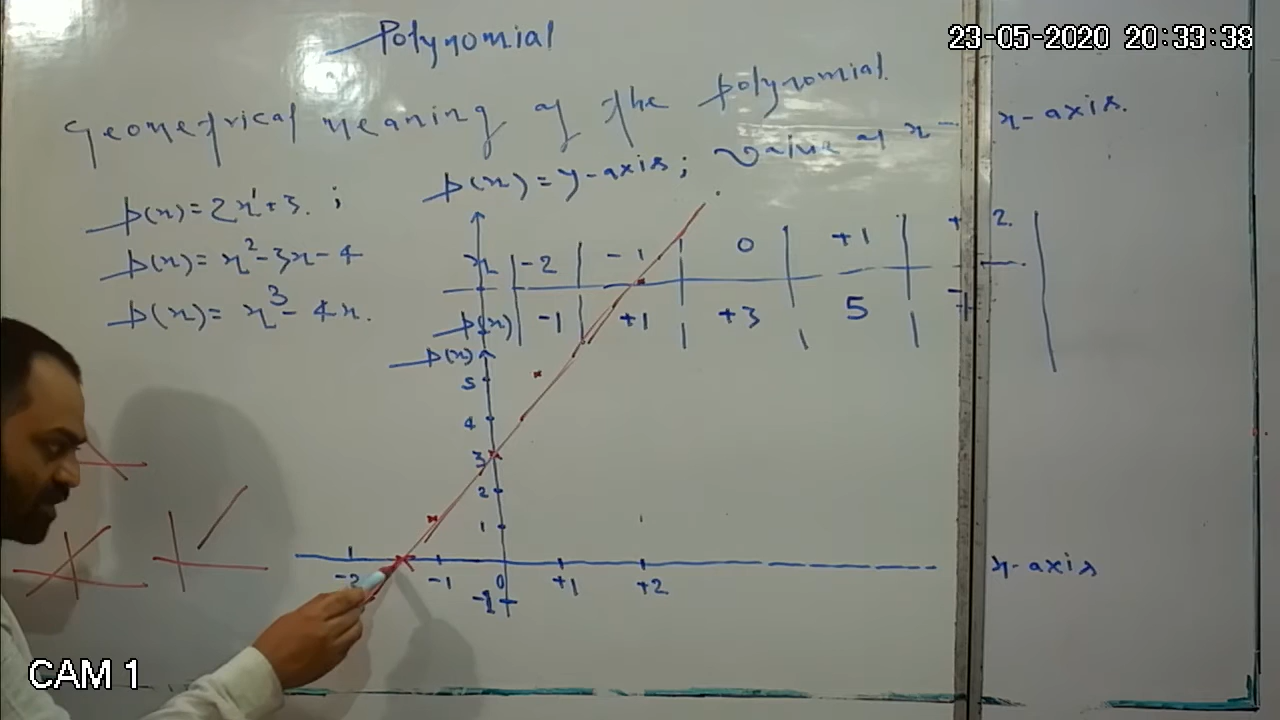 Polynomial
23-05-2020 20:33:38
Geometrical meaning of the polynomial.
p(x) = y-axis; value of x - x-axis.
p(x) = 2x¹+3. ;
p(x) = x²-3x-4
p(x) = x³-4x.
x -2 -1 0 +1 +2
p(x) -1 +1 +3 5
p(x)
5
4
3
2
1
-2 -1 0 +1 +2 x-axis
-1
CAM 1